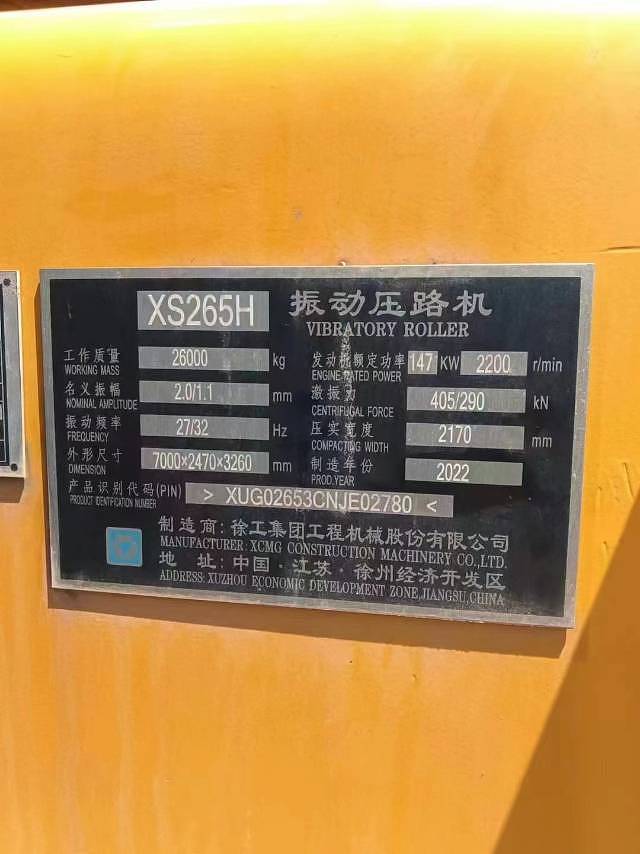 XS265H 振动压路机
VIBRATORY ROLLER
工作质量 26000 kg 发动机额定功率 147 KW 2200 r/min
WORKING MASS ENGINE RATED POWER
名义振幅 2.0/1.1 mm 激振力 405/290 kN
NOMINAL AMPLITUDE CENTRIFUGAL FORCE
振动频率 27/32 Hz 压实宽度 2170 mm
FREQUENCY COMPACTING WIDTH
外形尺寸 7000×2470×3260 mm 制造年份 2022
DIMENSION PROD.YEAR
产品识别代码(PIN) > XUG02653CNJE02780 <
PRODUCT IDENTIFICATION NUMBER
制造商：徐工集团工程机械股份有限公司
MANUFACTURER: XCMG CONSTRUCTION MACHINERY CO.,LTD.
地 址：中国·江苏·徐州经济开发区
ADDRESS: XUZHOU ECONOMIC DEVELOPMENT ZONE,JIANGSU,CHINA